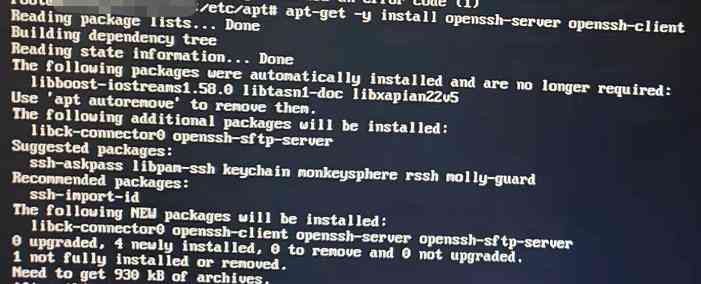 :/etc/apt# apt-get -y install openssh-server openssh-client
Reading package lists... Done
Building dependency tree
Reading state information... Done
The following packages were automatically installed and are no longer required:
libboost-iostreams1.58.0 libtasn1-doc libxapian22v5
Use 'apt autoremove' to remove them.
The following additional packages will be installed:
libck-connector0 openssh-sftp-server
Suggested packages:
ssh-askpass libpam-ssh keychain monkeysphere rssh molly-guard
Recommended packages:
ssh-import-id
The following NEW packages will be installed:
libck-connector0 openssh-client openssh-server openssh-sftp-server
0 upgraded, 4 newly installed, 0 to remove and 0 not upgraded.
1 not fully installed or removed.
Need to get 930 kB of archives.